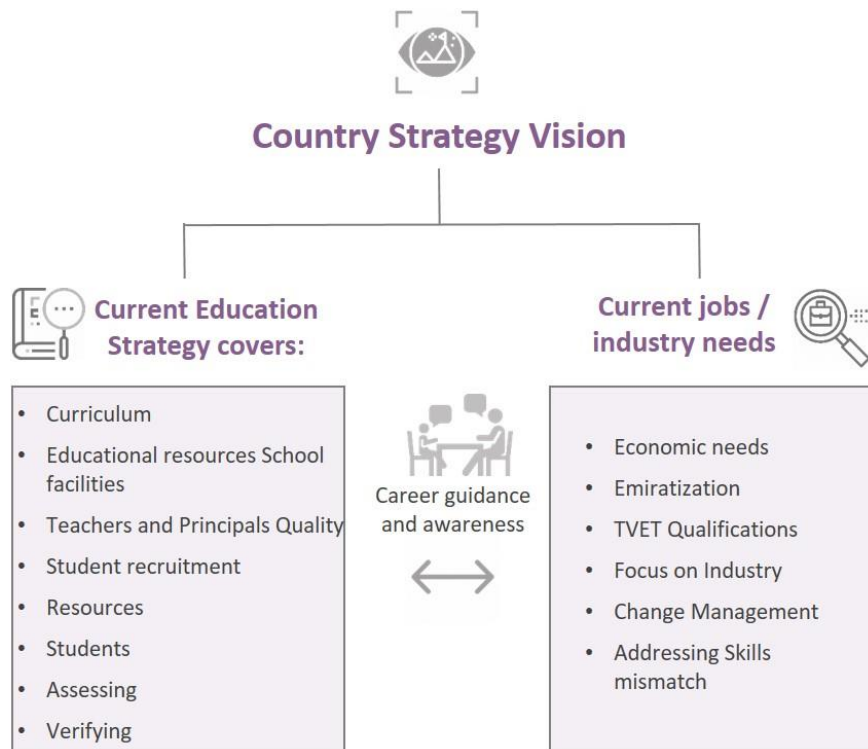 Country Strategy Vision
Current Education
Strategy covers:
• Curriculum
• Educational resources School
facilities
• Teachers and Principals Quality
• Student recruitment
• Resources
• Students
• Assessing
• Verifying
Career guidance
and awareness
Current jobs /
industry needs
• Economic needs
• Emiratization
• TVET Qualifications
• Focus on Industry
• Change Management
• Addressing Skills
mismatch